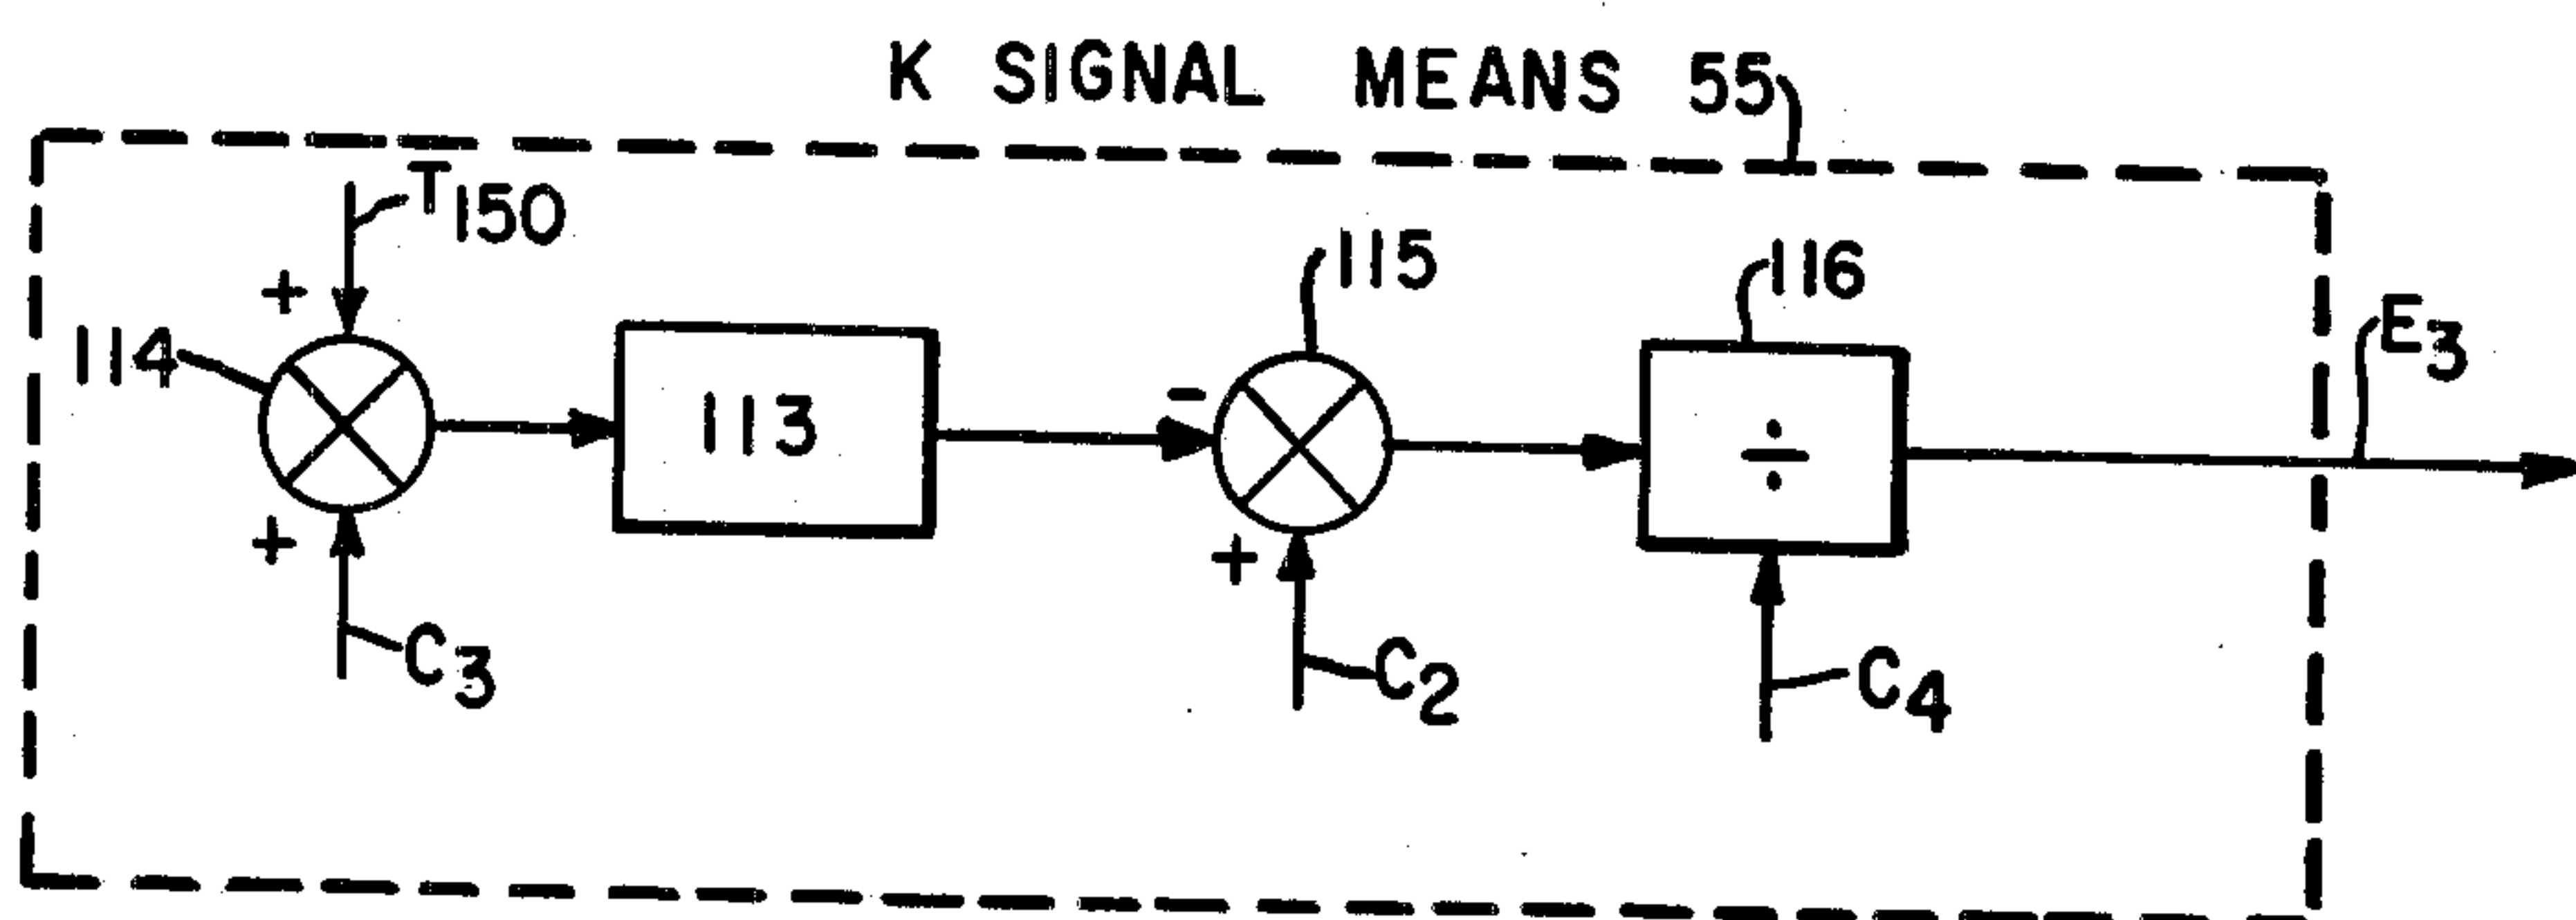 K SIGNAL MEANS 55
T150
+
114
+
C3
113
115
-
+
C2
116
÷
C4
E3